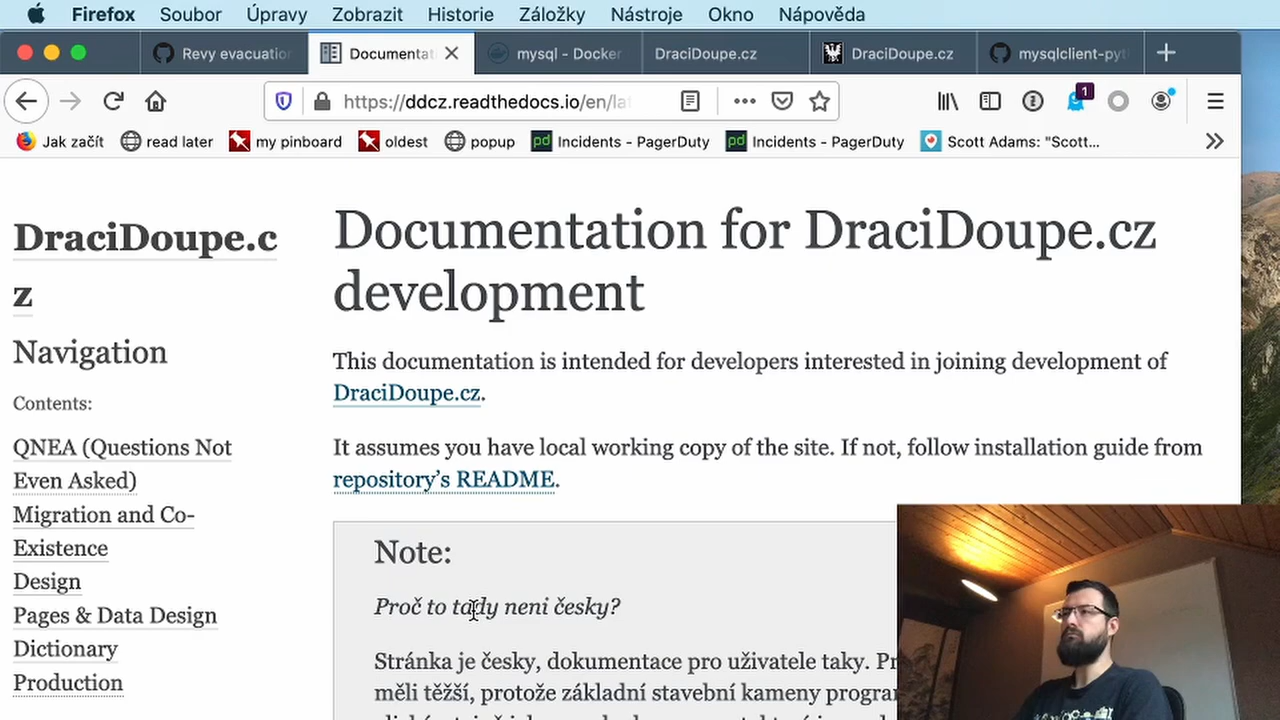 Firefox Soubor Úpravy Zobrazit Historie Záložky Nástroje Okno Nápověda
Revy evacuation Documentat mysql - Docker DraciDoupe.cz DraciDoupe.cz mysqlclient-pyt
https://ddcz.readthedocs.io/en/lat 1
Jak začít read later my pinboard oldest popup pd Incidents - PagerDuty pd Incidents - PagerDuty Scott Adams: "Scott...
DraciDoupe.c
z
Navigation
Contents:
QNEA (Questions Not
Even Asked)
Migration and Co-
Existence
Design
Pages & Data Design
Dictionary
Production
Documentation for DraciDoupe.cz
development
This documentation is intended for developers interested in joining development of
DraciDoupe.cz.
It assumes you have local working copy of the site. If not, follow installation guide from
repository’s README.
Note:
Proč to tady neni česky?
Stránka je česky, dokumentace pro uživatele taky.
měli těžší, protože základní stavební kameny